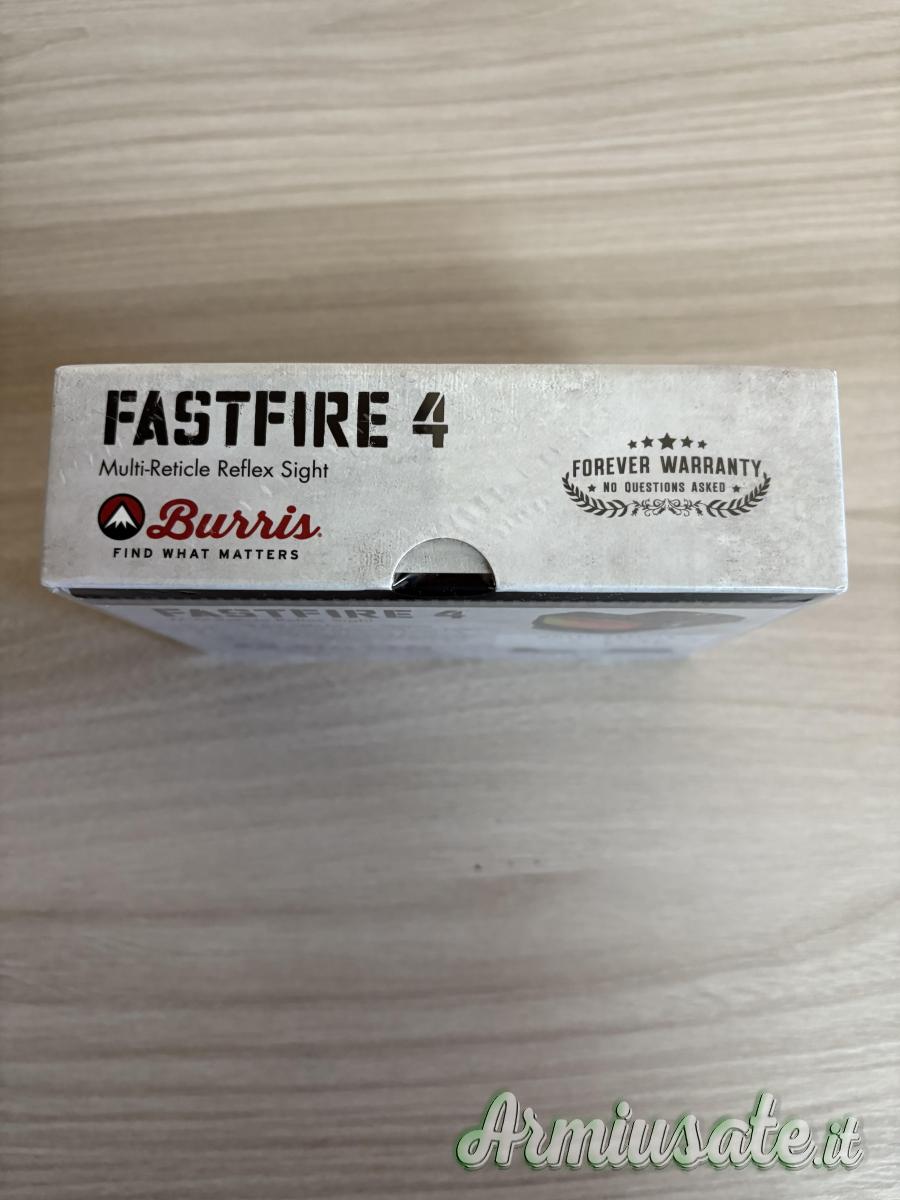 FASTFIRE 4
Multi-Reticle Reflex Sight
Burris
FIND WHAT MATTERS
FOREVER WARRANTY
NO QUESTIONS ASKED
FASTFIRE 4
Armiusate.it